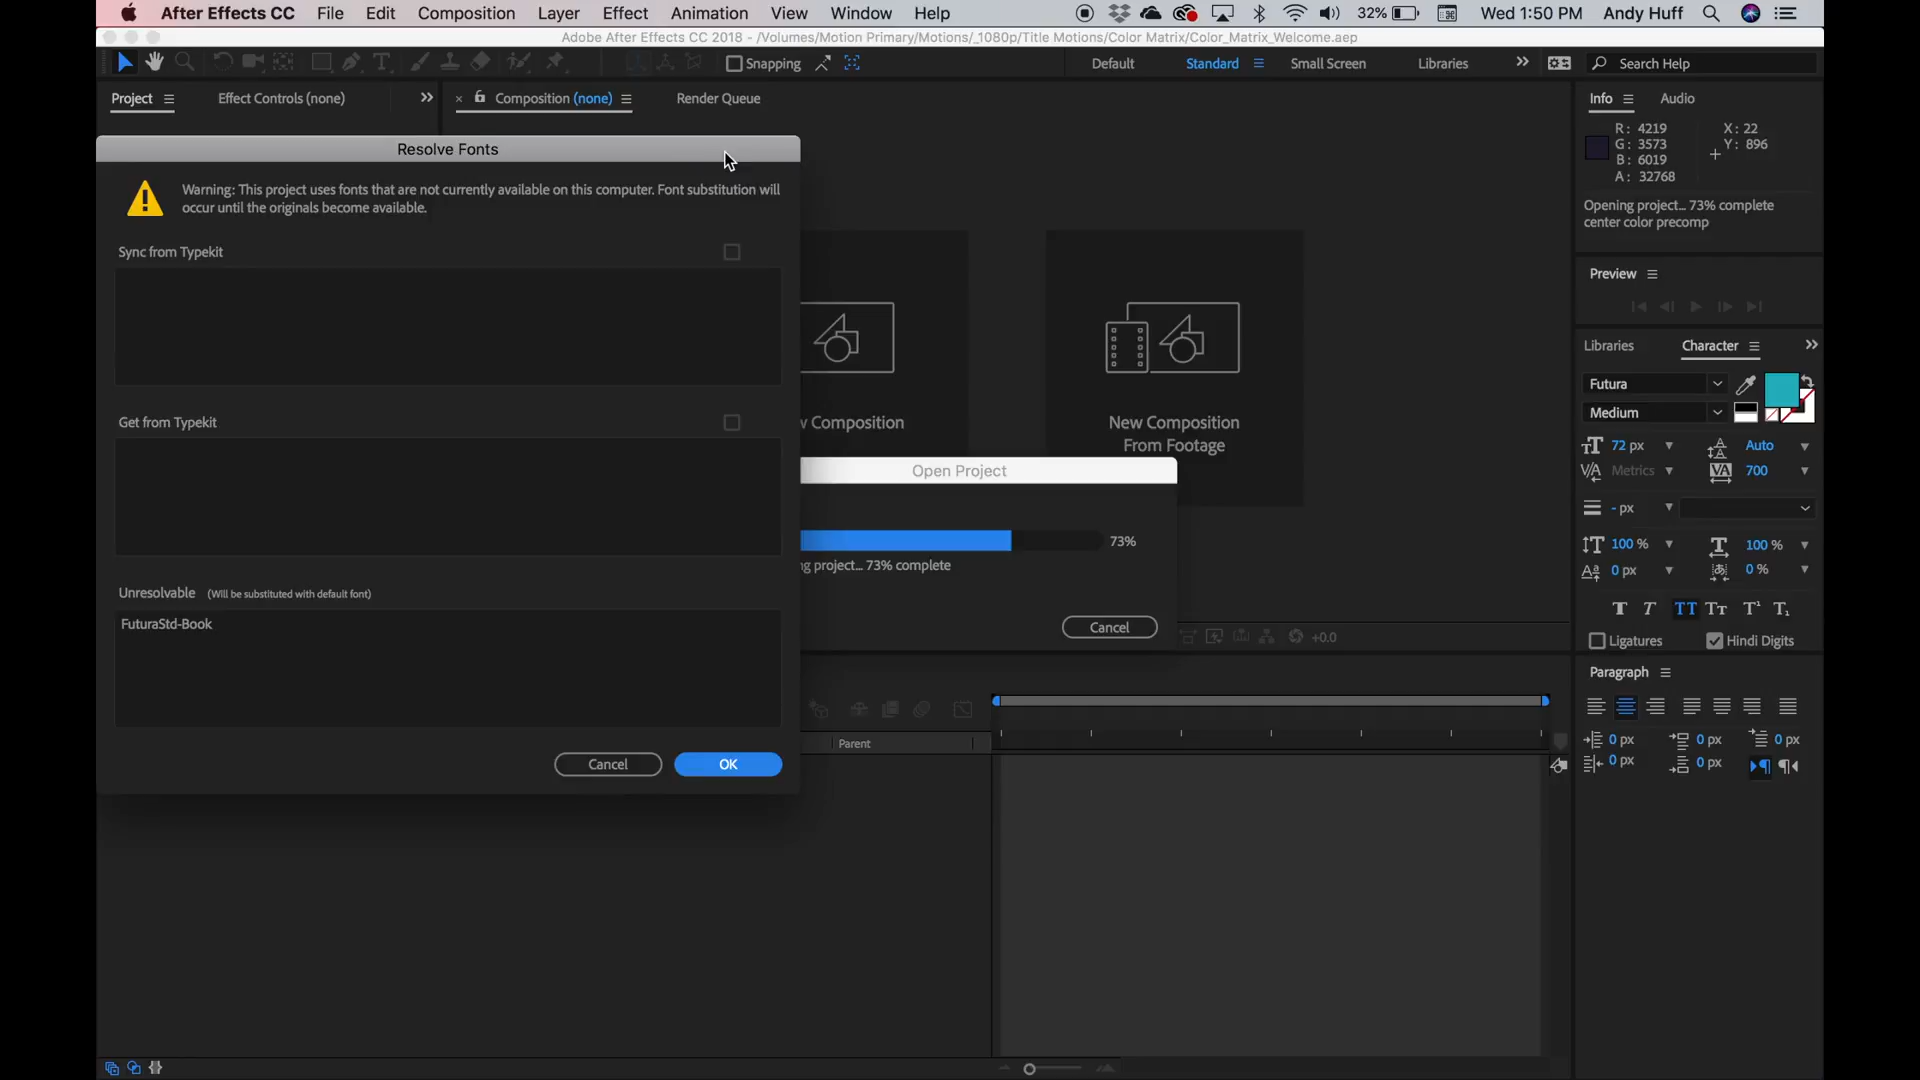 After Effects CC File Edit Composition Layer Effect Animation View Window Help 32% Wed 1:50 PM Andy Huff
Adobe After Effects CC 2018 - /Volumes/Motion Primary/Motions/_1080p/Title Motions/Color Matrix/Color_Matrix_Welcome.aep
Snapping Default Standard Small Screen Libraries Search Help
Project Effect Controls (none) Composition (none) Render Queue
Info Audio
R: 4219 X: 22
G: 3573 Y: 896
B: 6019
A: 32768
Opening project... 73% complete
center color precomp
Resolve Fonts
Warning: This project uses fonts that are not currently available on this computer. Font substitution will
occur until the originals become available.
Sync from Typekit
Get from Typekit
Unresolvable (Will be substituted with default font)
FuturaStd-Book
Cancel OK
w Composition
New Composition
From Footage
Open Project
73%
ng project... 73% complete
Cancel
+0.0
Parent
Preview
Libraries Character
Futura
Medium
72 px Auto
Metrics 700
- px
100 % 100 %
0 px 0 %
Ligatures Hindi Digits
Paragraph
0 px 0 px 0 px
0 px 0 px